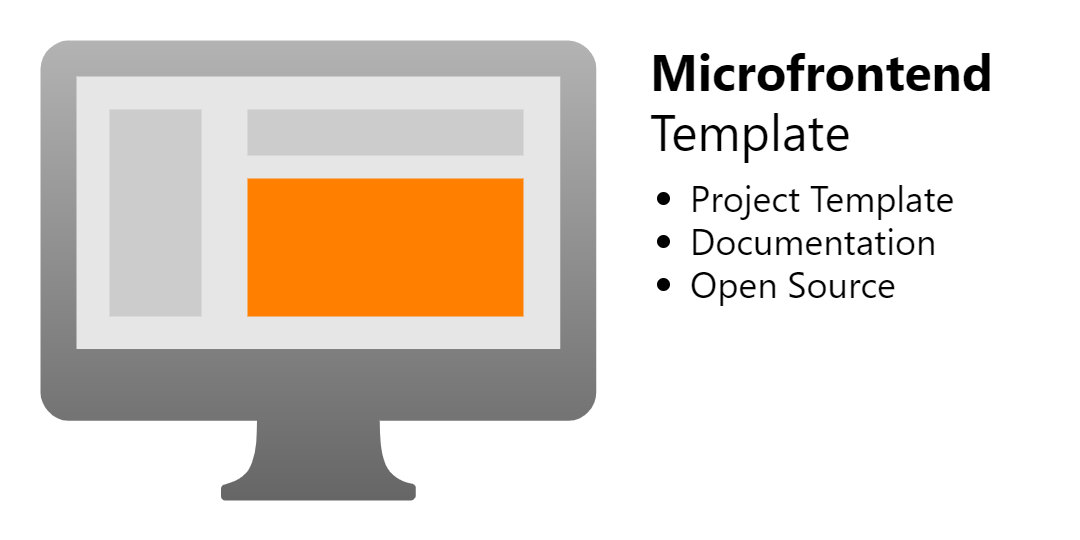 Microfrontend
Template
• Project Template
• Documentation
• Open Source